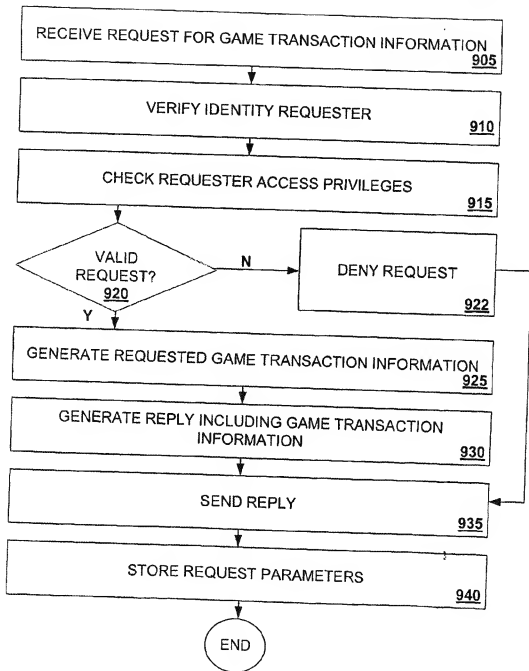 RECEIVE REQUEST FOR GAME TRANSACTION INFORMATION
905
VERIFY IDENTITY REQUESTER
910
CHECK REQUESTER ACCESS PRIVILEGES
915
VALID
REQUEST?
920
N
DENY REQUEST
922
Y
GENERATE REQUESTED GAME TRANSACTION INFORMATION
925
GENERATE REPLY INCLUDING GAME TRANSACTION
INFORMATION
930
SEND REPLY
935
STORE REQUEST PARAMETERS
940
END